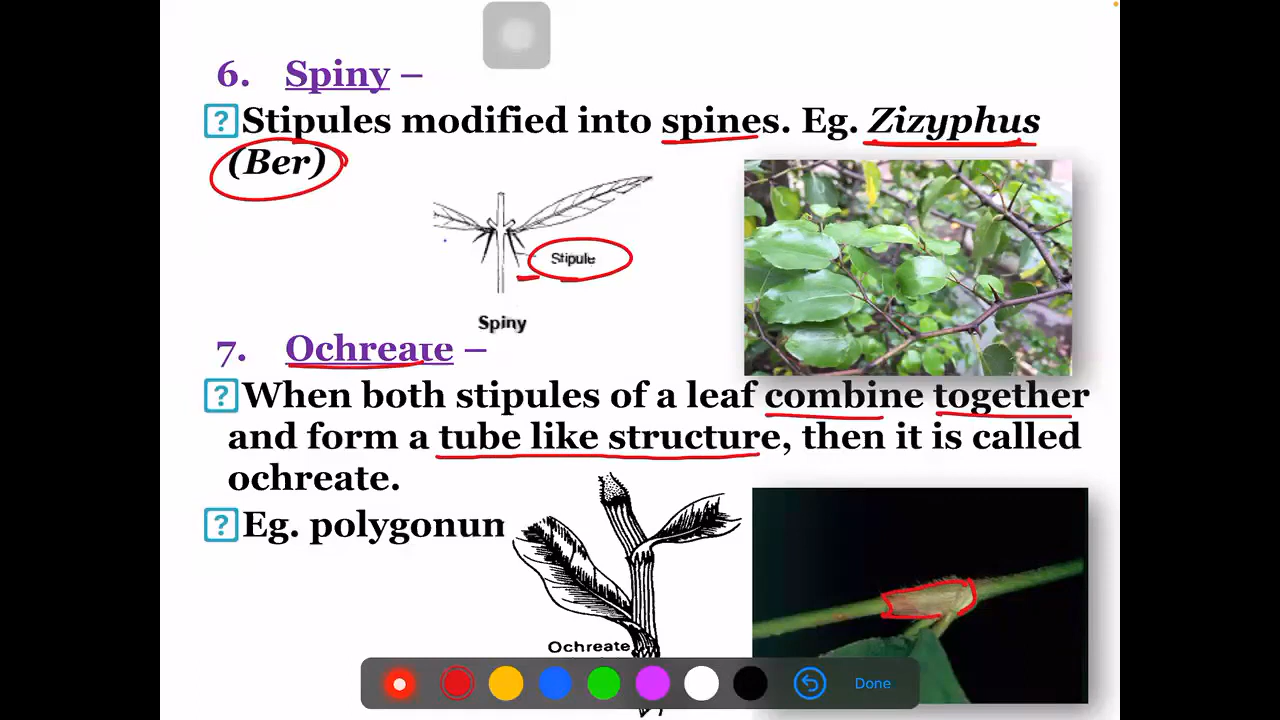 6. Spiny –
?Stipules modified into spines. Eg. Zizyphus
(Ber)
Stipule
Spiny
7. Ochreate –
?When both stipules of a leaf combine together
and form a tube like structure, then it is called
ochreate.
?Eg. polygonun
Ochreate
Done